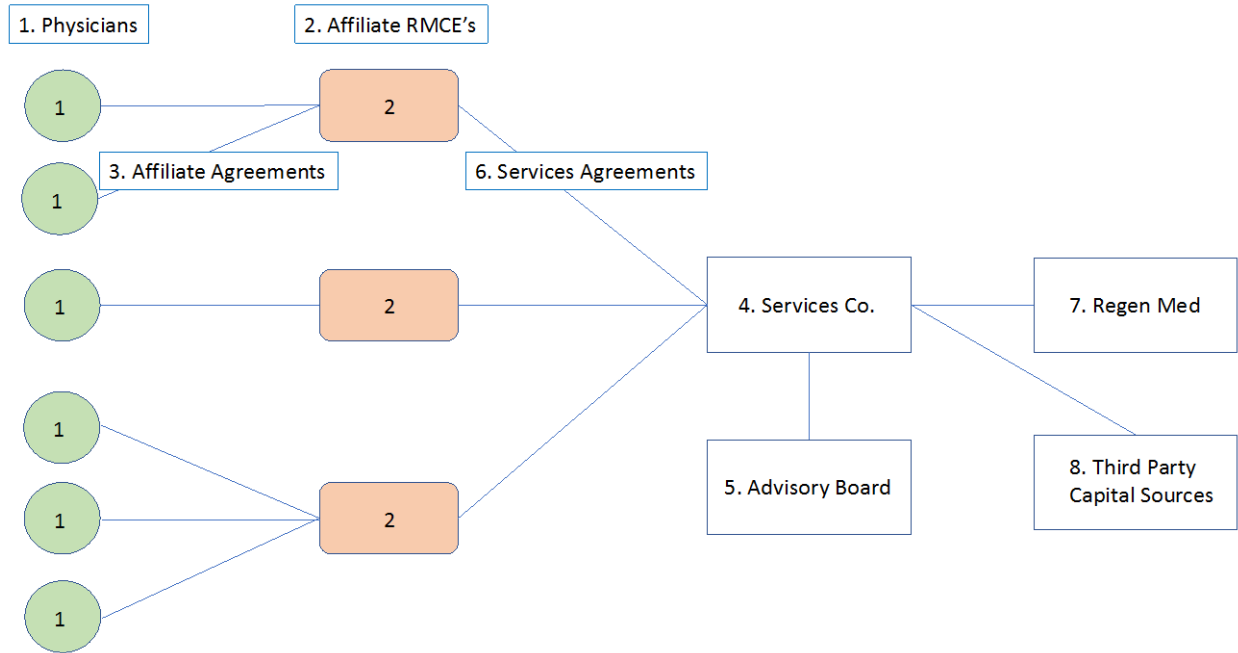 1. Physicians
2. Affiliate RMCE’s
1
2
3. Affiliate Agreements
6. Services Agreements
1
1
2
4. Services Co.
7. Regen Med
1
5. Advisory Board
8. Third Party
Capital Sources
1
2
1